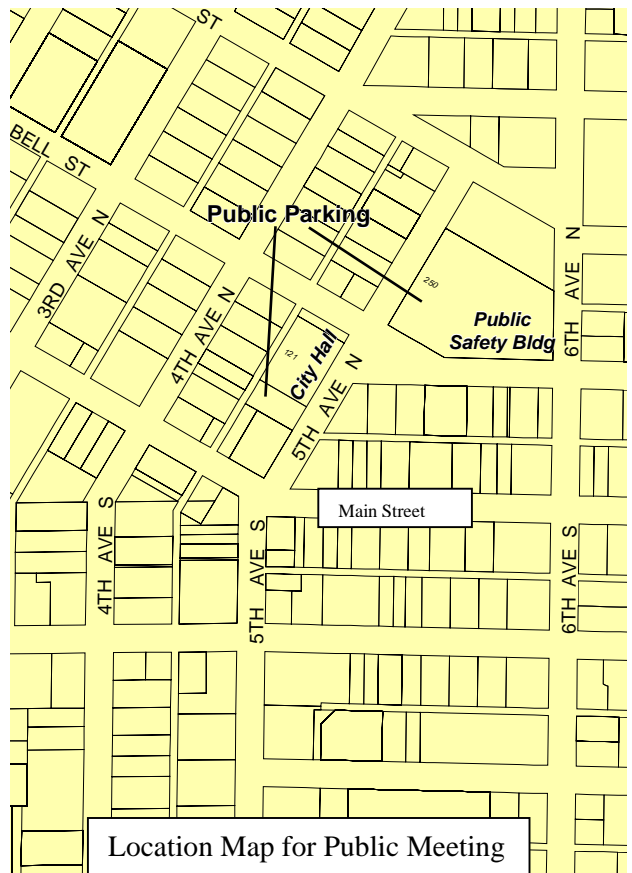 ST
BELL ST
Public Parking
3RD AVE N
6TH AVE N
250
4TH AVE N
Public
Safety Bldg
121
City Hall
5TH AVE N
4TH AVE S
Main Street
5TH AVE S
6TH AVE S
Location Map for Public Meeting